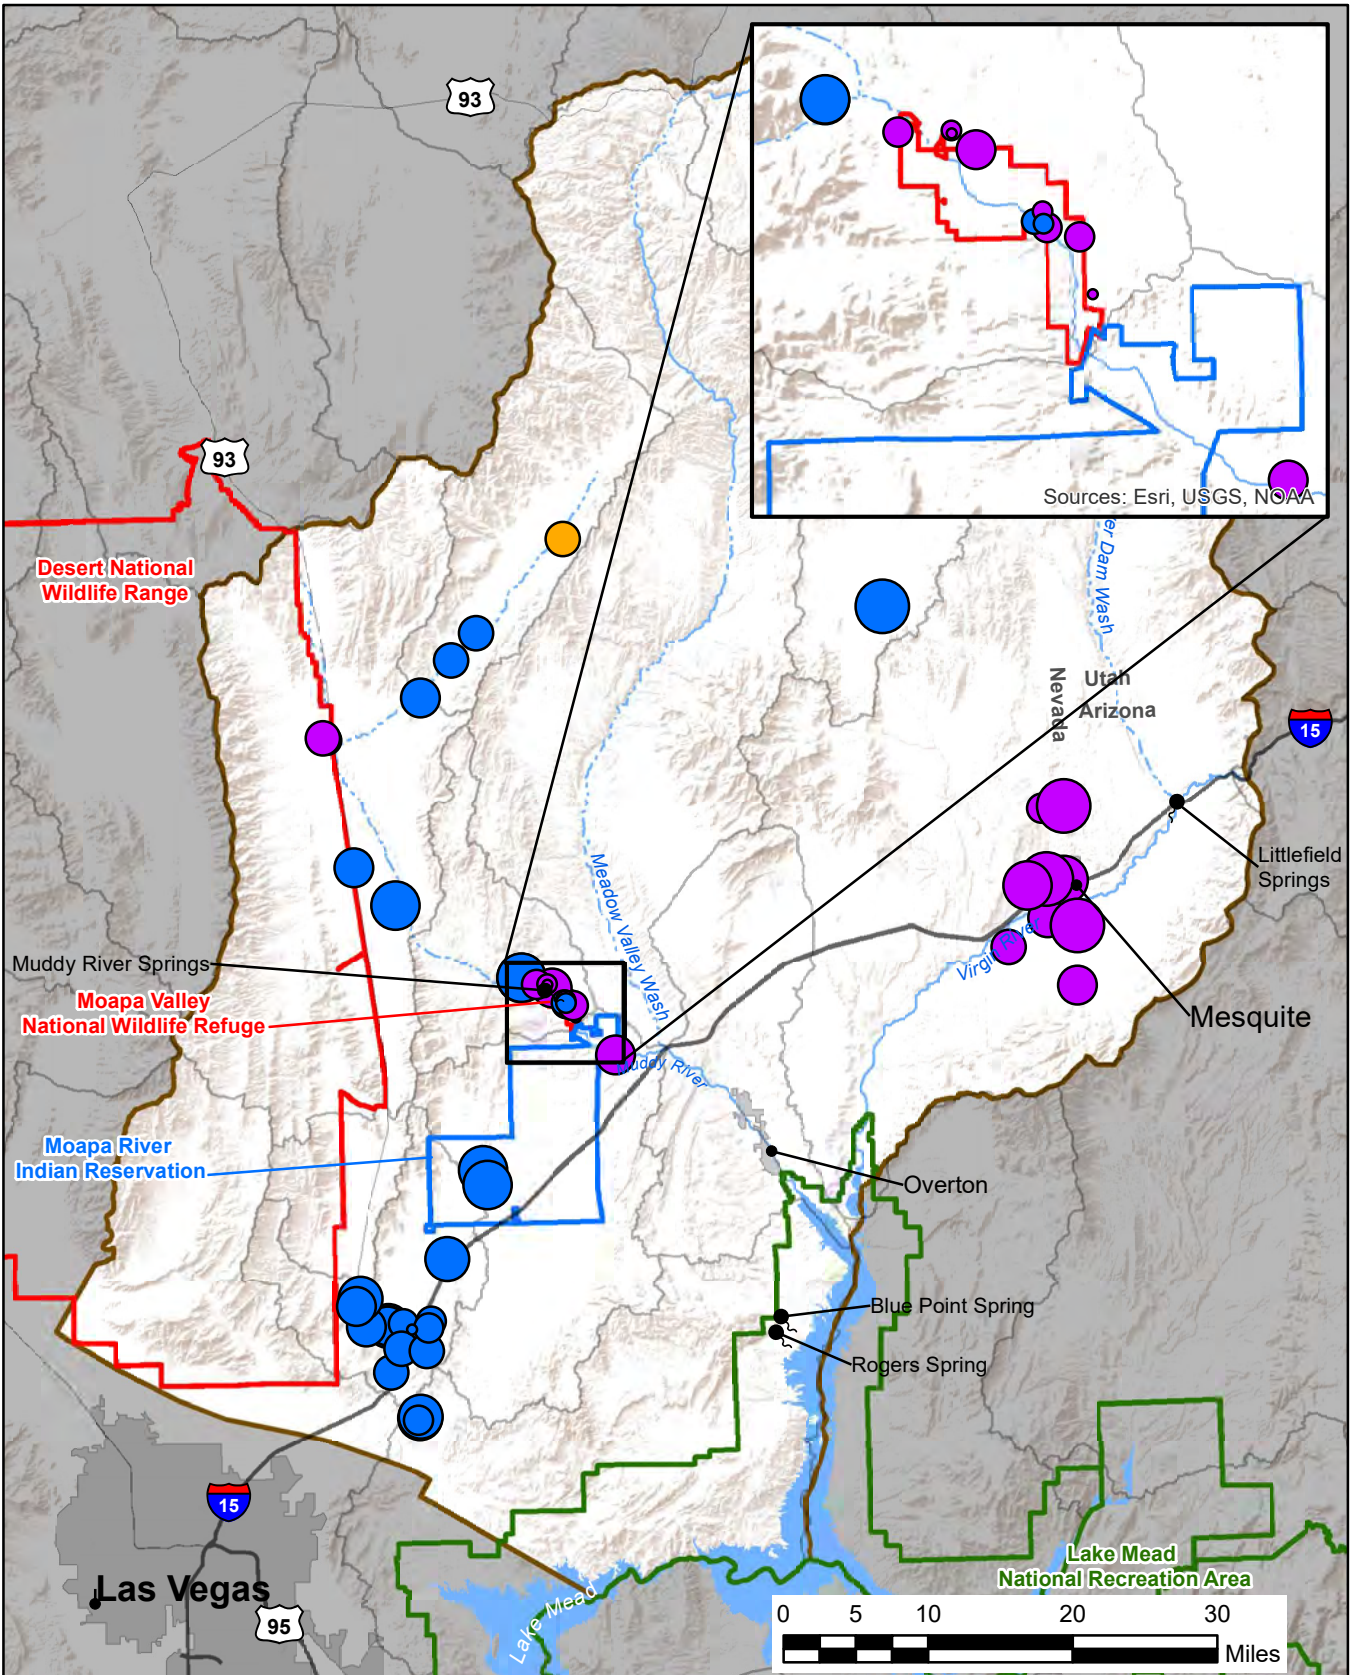 93
Sources: Esri, USGS, NOAA
93
er Dam Wash
Desert National
Wildlife Range
Nevada
Utah
Arizona
15
Littlefield
Springs
Meadow Valley Wash
Virgin River
Muddy River Springs
Moapa Valley
National Wildlife Refuge
Mesquite
Muddy River
Moapa River
Indian Reservation
Overton
Blue Point Spring
Rogers Spring
15
Lake Mead
National Recreation Area
Las Vegas
95
Lake Mead
0 5 10 20 30
Miles